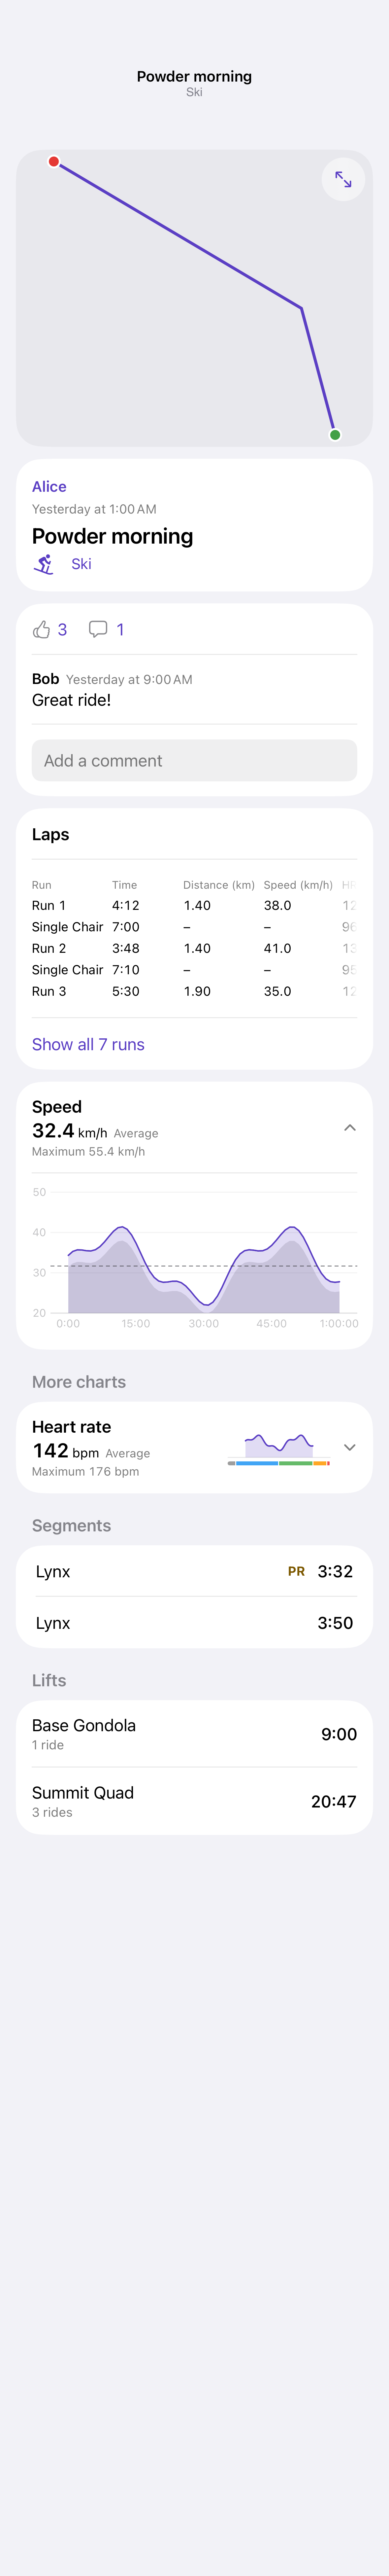 Powder morning
Ski
Alice
Yesterday at 1:00 AM
Powder morning
Ski
3 1
Bob Yesterday at 9:00 AM
Great ride!
Add a comment
Laps
Run Time Distance (km) Speed (km/h) HR
Run 1 4:12 1.40 38.0 12
Single Chair 7:00 – – 96
Run 2 3:48 1.40 41.0 13
Single Chair 7:10 – – 95
Run 3 5:30 1.90 35.0 12
Show all 7 runs
Speed
32.4 km/h Average
Maximum 55.4 km/h
50
40
30
20
0:00 15:00 30:00 45:00 1:00:00
More charts
Heart rate
142 bpm Average
Maximum 176 bpm
Segments
Lynx PR 3:32
Lynx 3:50
Lifts
Base Gondola 9:00
1 ride
Summit Quad 20:47
3 rides